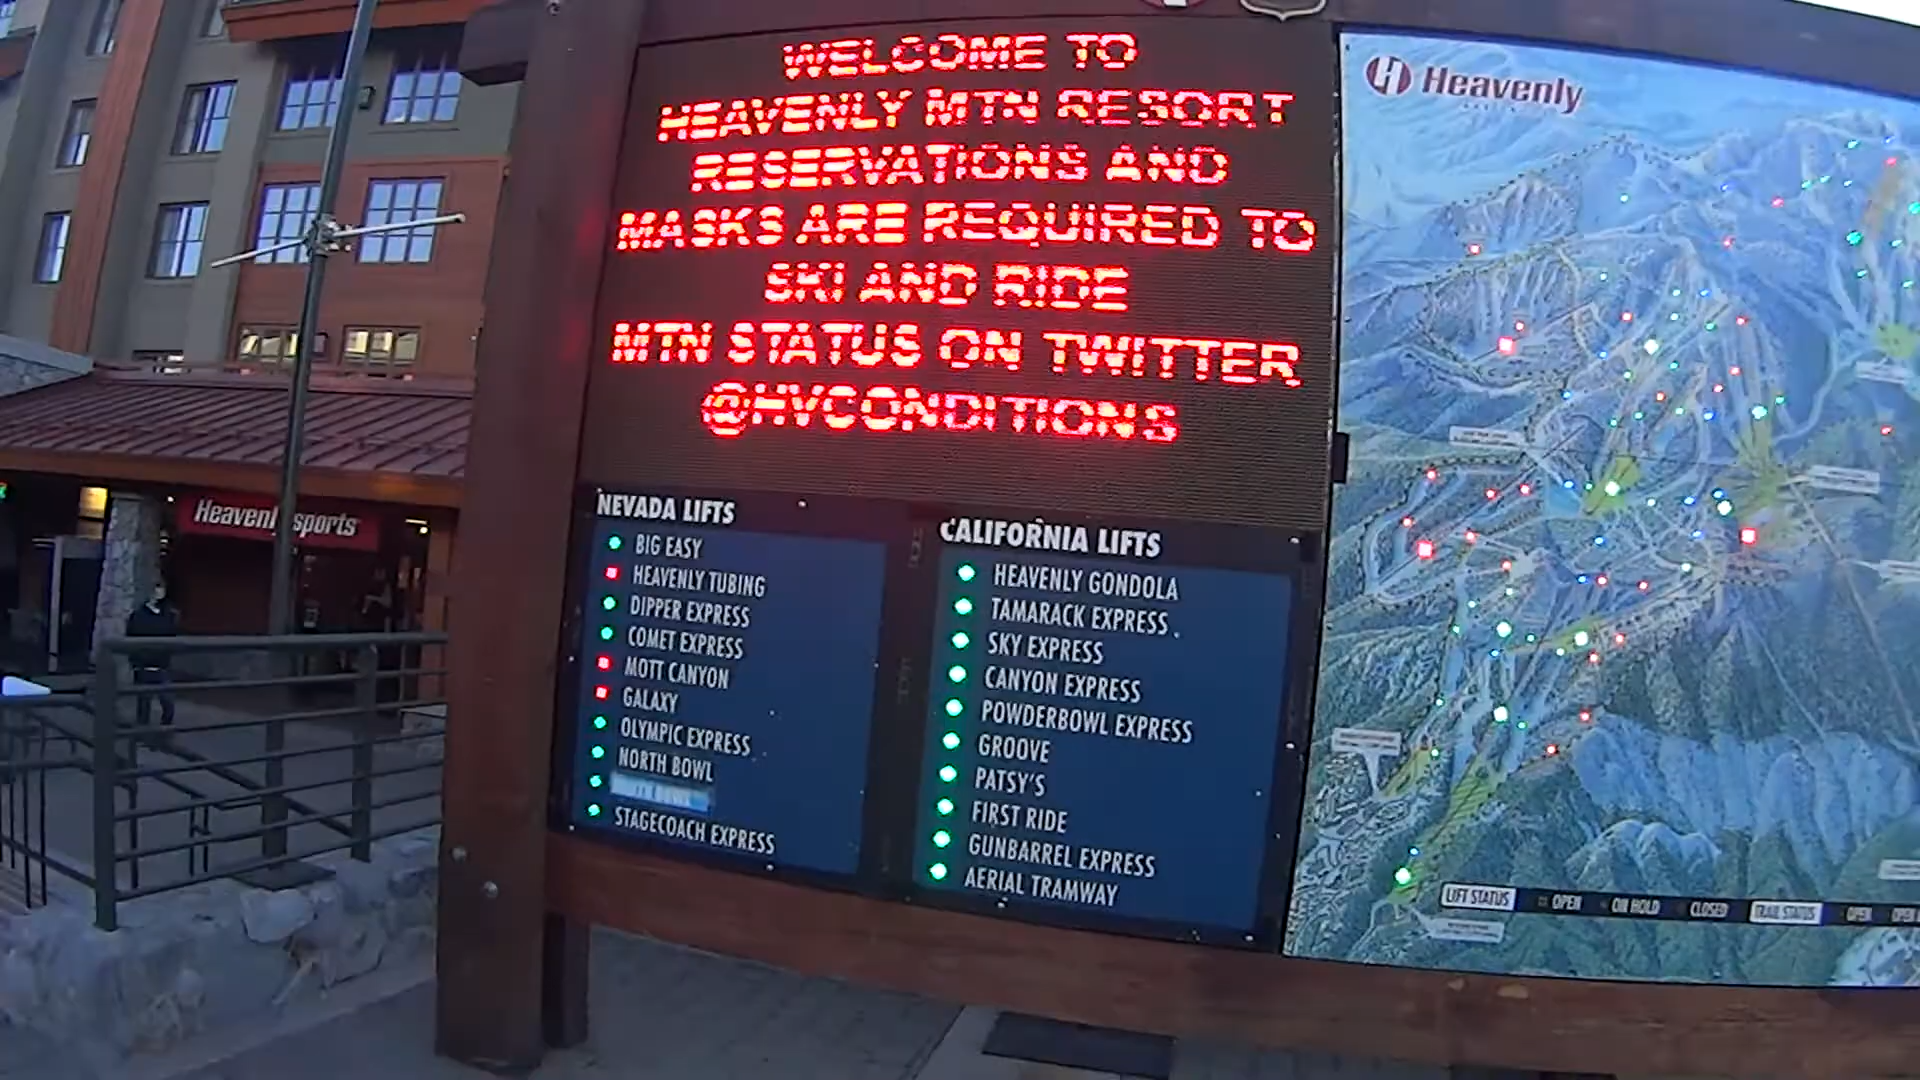 WELCOME TO
HEAVENLY MTN RESORT
RESERVATIONS AND
MASKS ARE REQUIRED TO
SKI AND RIDE
MTN STATUS ON TWITTER
@HVCONDITIONS
NEVADA LIFTS
BIG EASY
HEAVENLY TUBING
DIPPER EXPRESS
COMET EXPRESS
MOTT CANYON
GALAXY
OLYMPIC EXPRESS
NORTH BOWL
STAGECOACH EXPRESS
CALIFORNIA LIFTS
HEAVENLY GONDOLA
TAMARACK EXPRESS
SKY EXPRESS
CANYON EXPRESS
POWDERBOWL EXPRESS
GROOVE
PATSY'S
FIRST RIDE
GUNBARREL EXPRESS
AERIAL TRAMWAY
Heavenly
LIFT STATUS OPEN ON HOLD CLOSED TRAIL STATUS OPEN OPEN
Heavenly sports